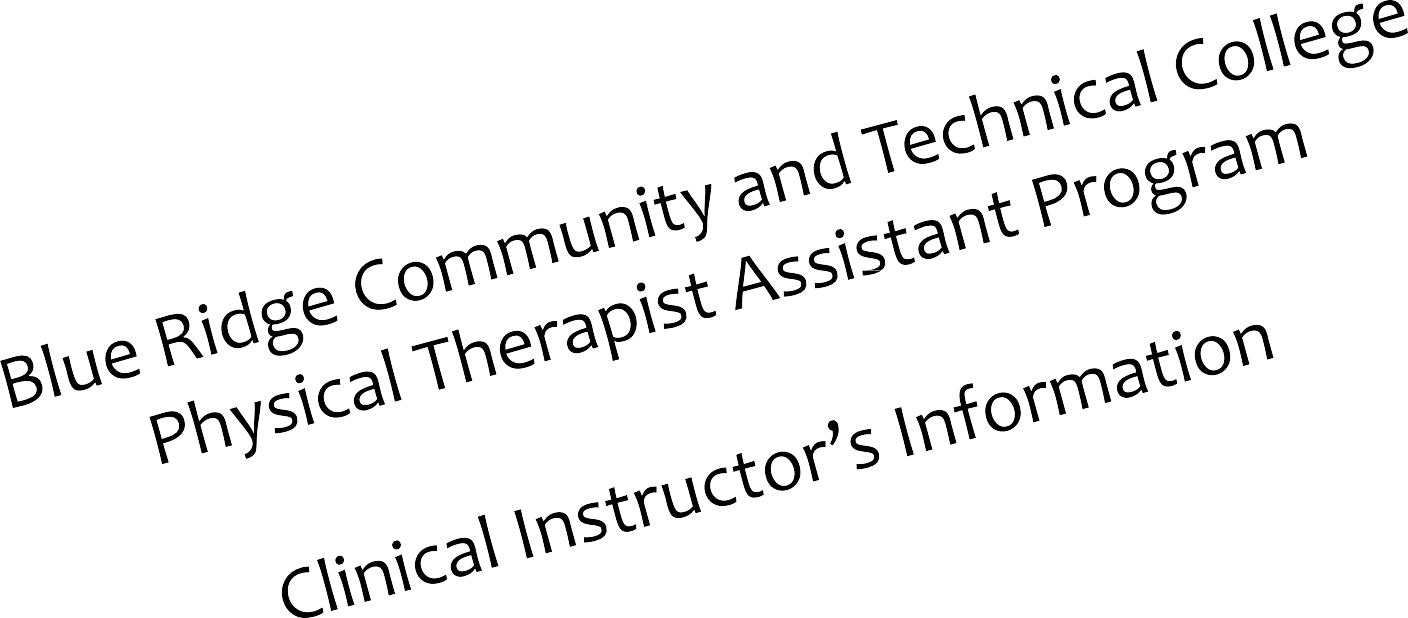 Blue Ridge Community and Technical College
Physical Therapist Assistant Program
Clinical Instructor’s Information